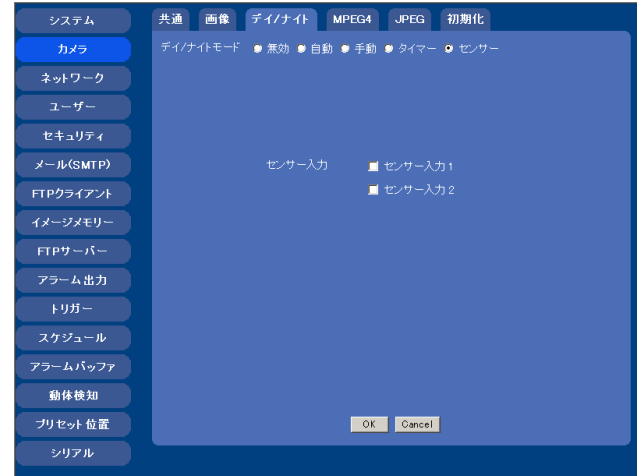 システム
カメラ
ネットワーク
ユーザー
セキュリティ
メール(SMTP)
FTPクライアント
イメージメモリー
FTPサーバー
アラーム出力
トリガー
スケジュール
アラームバッファ
動体検知
プリセット位置
シリアル
共通 画像 デイ/ナイト MPEG4 JPEG 初期化
デイ/ナイトモード 無効 自動 手動 タイマー センサー
センサー入力 センサー入力1
センサー入力2
OK Cancel